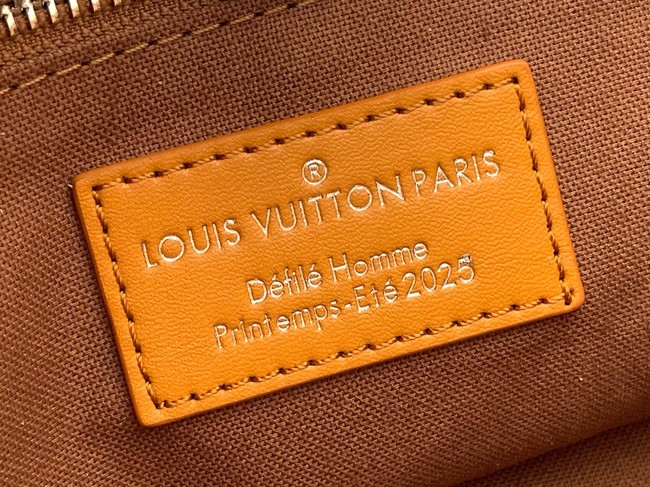 ®
LOUIS VUITTON PARIS
Défilé Homme
Printemps-Eté 2025